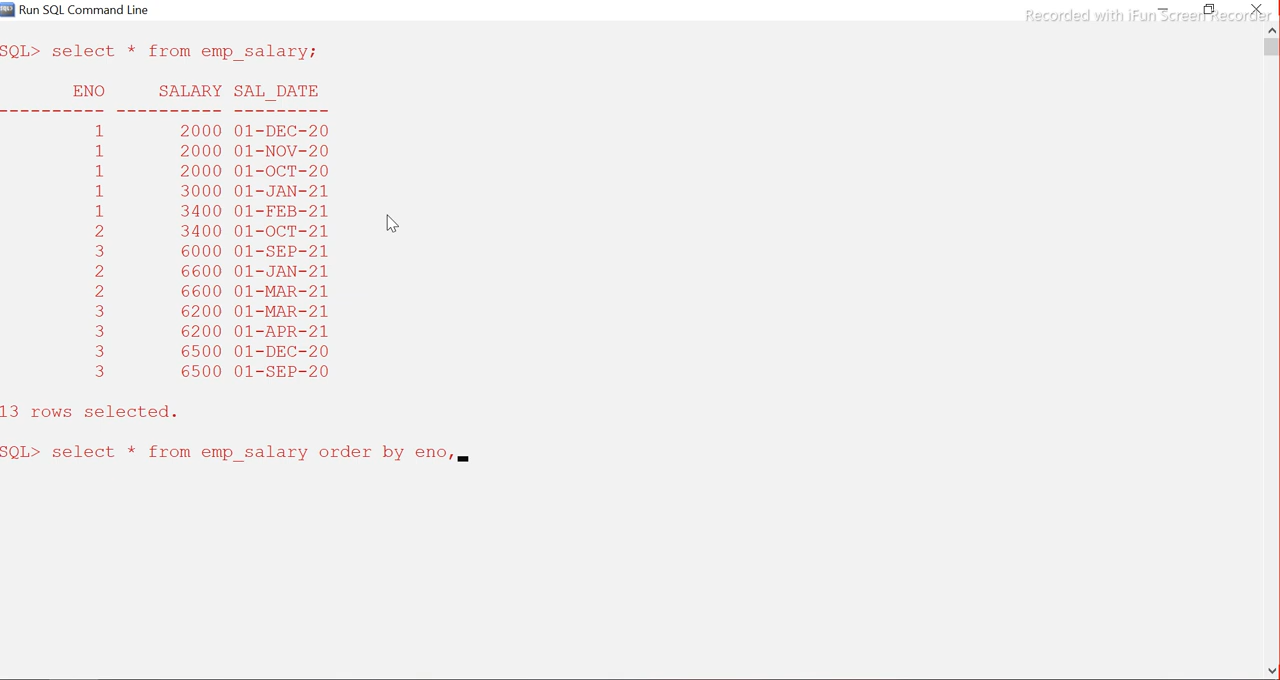 Run SQL Command Line
Recorded with iFun Screen Recorder
SQL> select * from emp_salary;
ENO SALARY SAL_DATE
---------- ---------- ---------
1 2000 01-DEC-20
1 2000 01-NOV-20
1 2000 01-OCT-20
1 3000 01-JAN-21
1 3400 01-FEB-21
2 3400 01-OCT-21
3 6000 01-SEP-21
2 6600 01-JAN-21
2 6600 01-MAR-21
3 6200 01-MAR-21
3 6200 01-APR-21
3 6500 01-DEC-20
3 6500 01-SEP-20
13 rows selected.
SQL> select * from emp_salary order by eno,